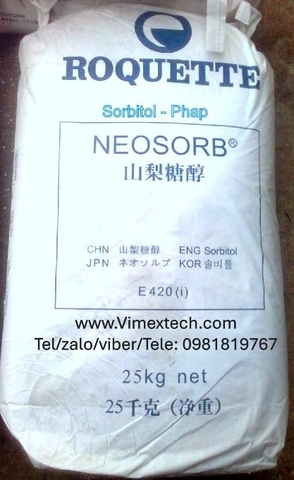 ROQUETTE
Sorbitol - Phap
NEOSORB®
山梨糖醇
CHN 山梨糖醇 ENG Sorbitol
JPN ネオソルブ KOR 솔비톨
E 420 (i)
www.Vimextech.com
Tel/zalo/viber/Tele: 0981819767
25kg net
25千克 (净重)